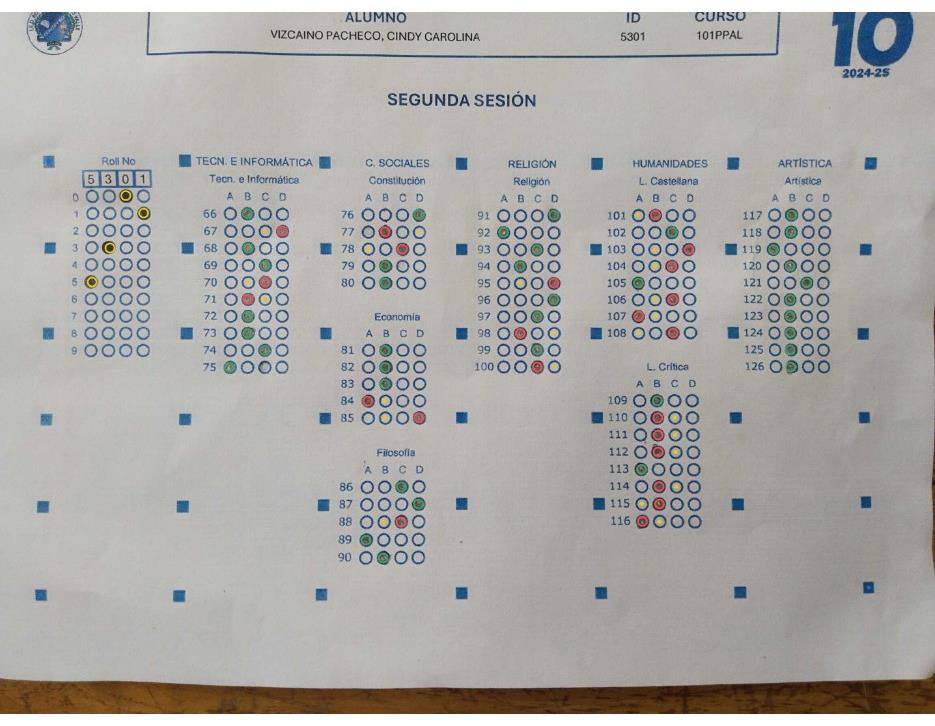 ALUMNO ID CURSO
VIZCAINO PACHECO, CINDY CAROLINA 5301 101PPAL
10
2024-25
SEGUNDA SESIÓN
Roll No
5 3 0 1
0
1
2
3
4
5
6
7
8
9
TECN. E INFORMÁTICA
Tecn. e Informática
A B C D
66
67
68
69
70
71
72
73
74
75
C. SOCIALES
Constitución
A B C D
76
77
78
79
80
Economía
A B C D
81
82
83
84
85
Filosofía
A B C D
86
87
88
89
90
RELIGIÓN
Religión
A B C D
91
92
93
94
95
96
97
98
99
100
HUMANIDADES
L. Castellana
A B C D
101
102
103
104
105
106
107
108
L. Crítica
A B C D
109
110
111
112
113
114
115
116
ARTÍSTICA
Artística
A B C D
117
118
119
120
121
122
123
124
125
126